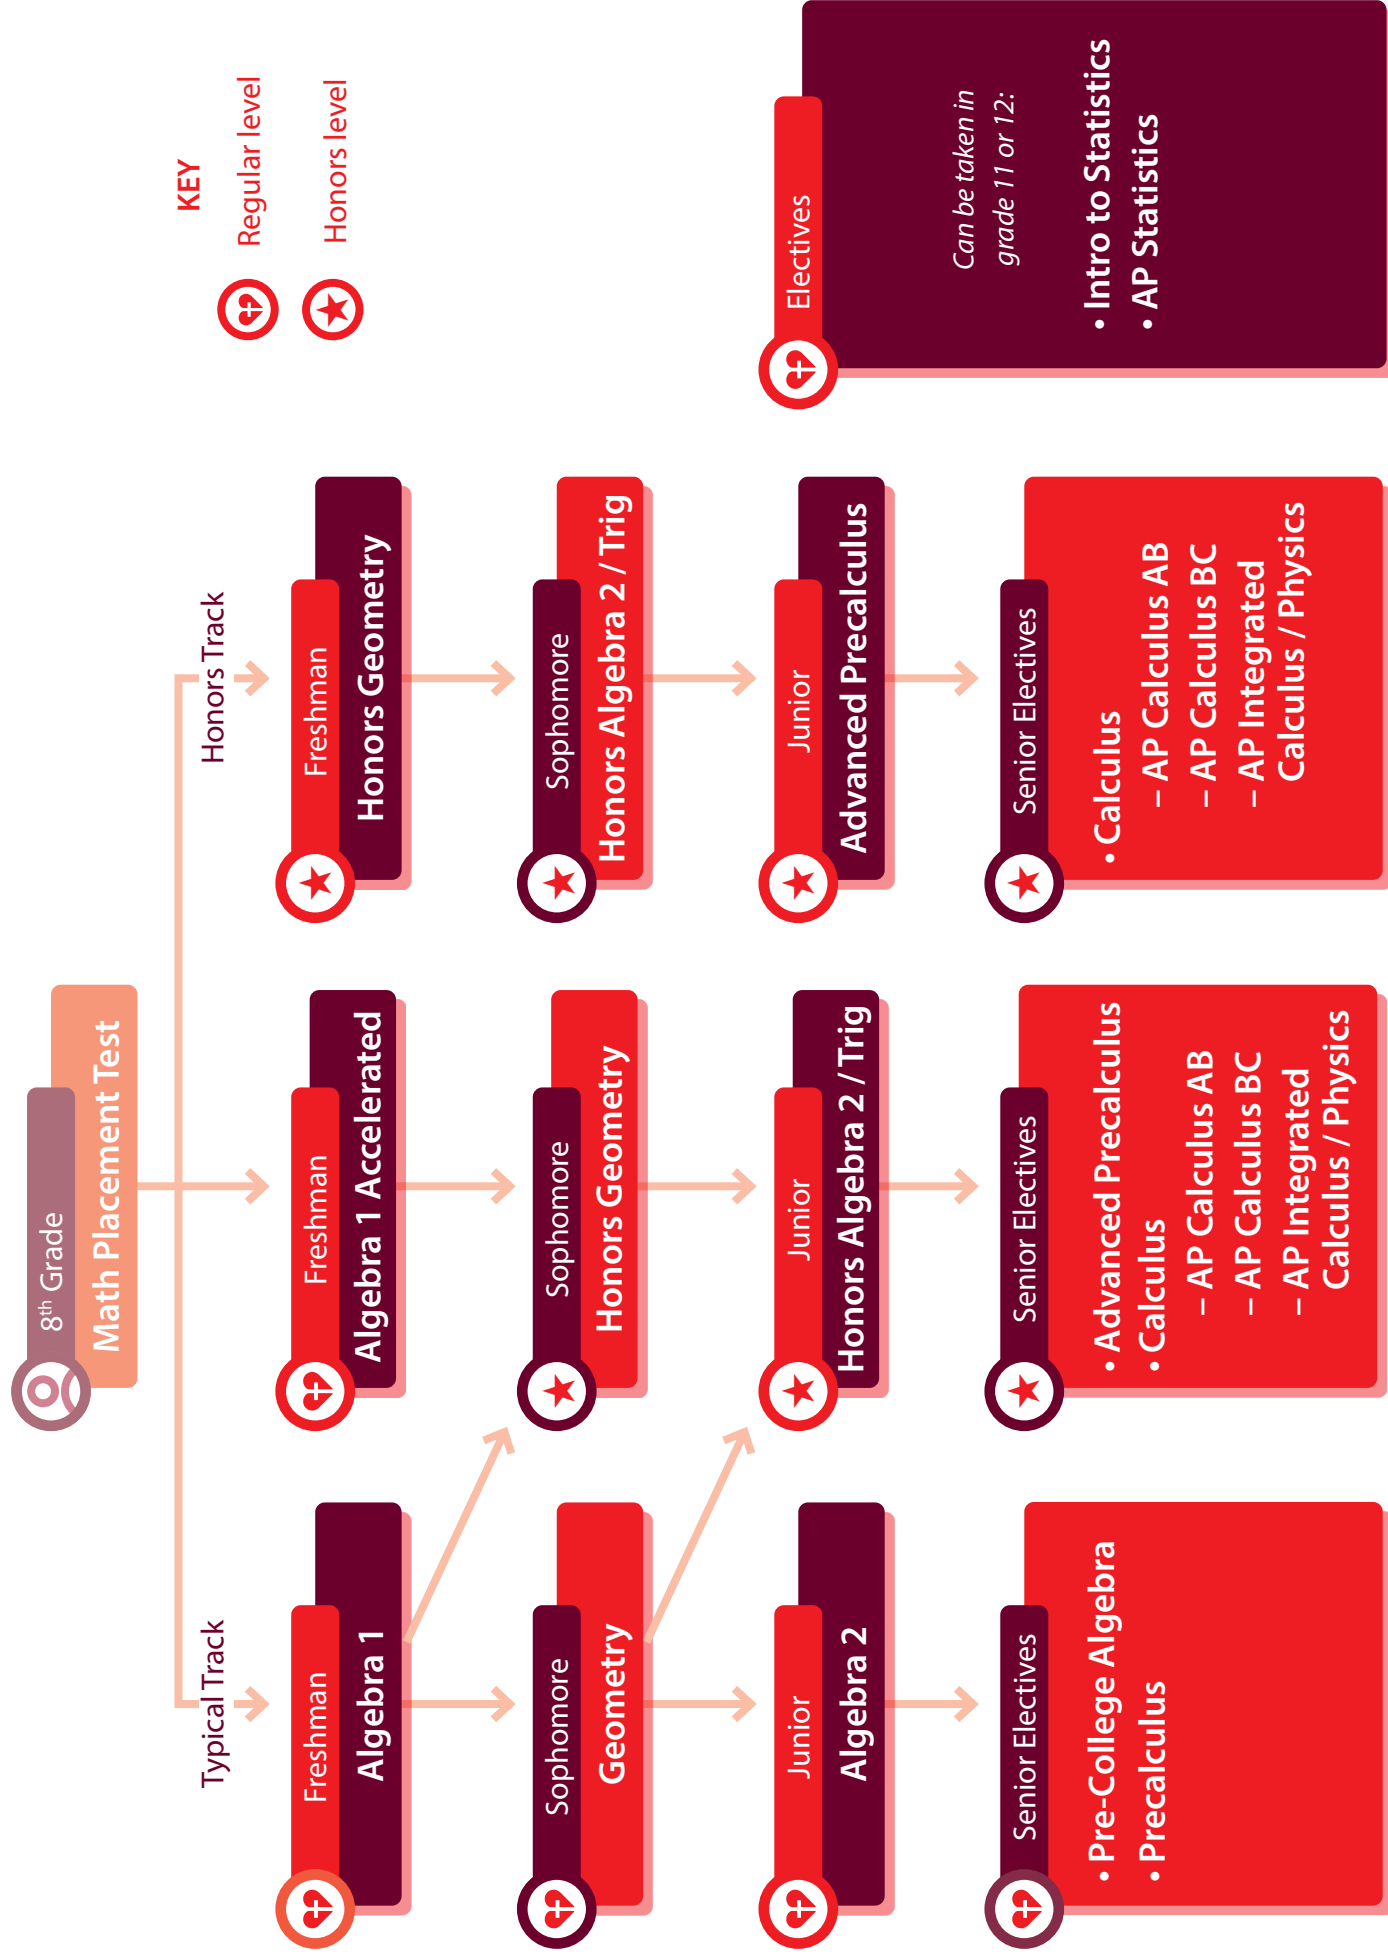 8th Grade
Math Placement Test
KEY
Regular level
Honors level
Typical Track
Freshman
Algebra 1
Sophomore
Geometry
Junior
Algebra 2
Senior Electives
• Pre-College Algebra
• Precalculus
Freshman
Algebra 1 Accelerated
Sophomore
Honors Geometry
Junior
Honors Algebra 2 / Trig
Senior Electives
• Advanced Precalculus
• Calculus
– AP Calculus AB
– AP Calculus BC
– AP Integrated
Calculus / Physics
Honors Track
Freshman
Honors Geometry
Sophomore
Honors Algebra 2 / Trig
Junior
Advanced Precalculus
Senior Electives
• Calculus
– AP Calculus AB
– AP Calculus BC
– AP Integrated
Calculus / Physics
Electives
Can be taken in
grade 11 or 12:
• Intro to Statistics
• AP Statistics